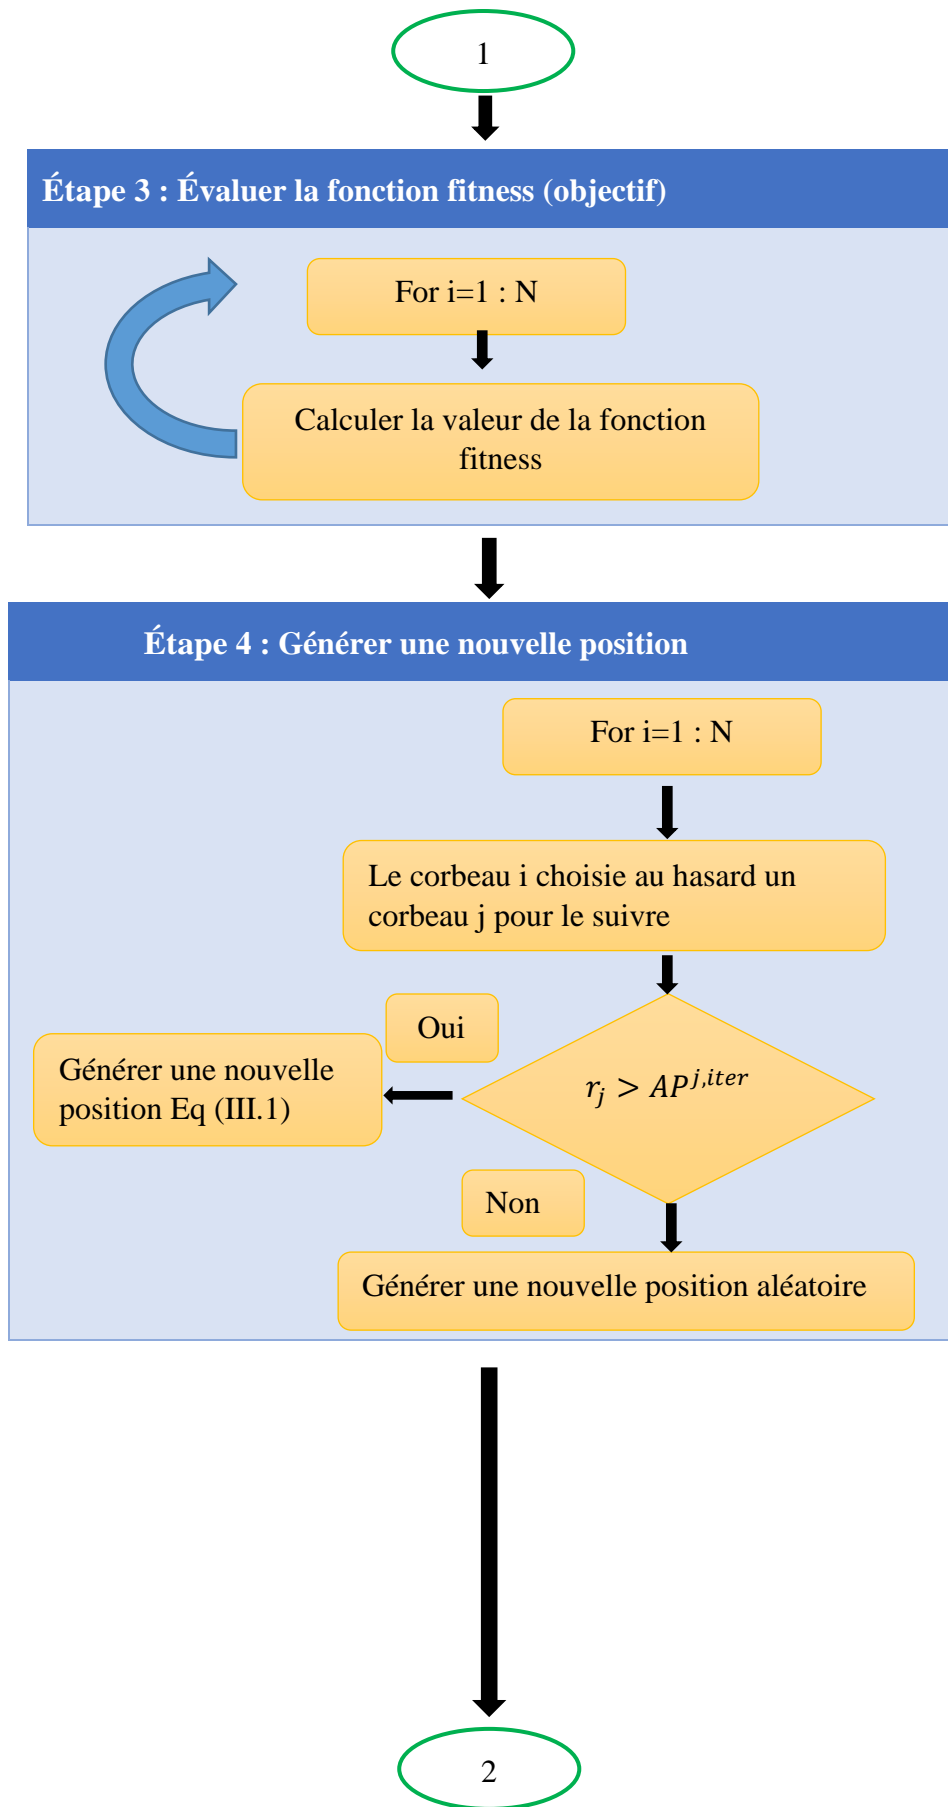 1
Étape 3 : Évaluer la fonction fitness (objectif)
For i=1 : N
Calculer la valeur de la fonction
fitness
Étape 4 : Générer une nouvelle position
For i=1 : N
Le corbeau i choisie au hasard un
corbeau j pour le suivre
Oui
Générer une nouvelle
position Eq (III.1)
r_j > AP^{j,iter}
Non
Générer une nouvelle position aléatoire
2